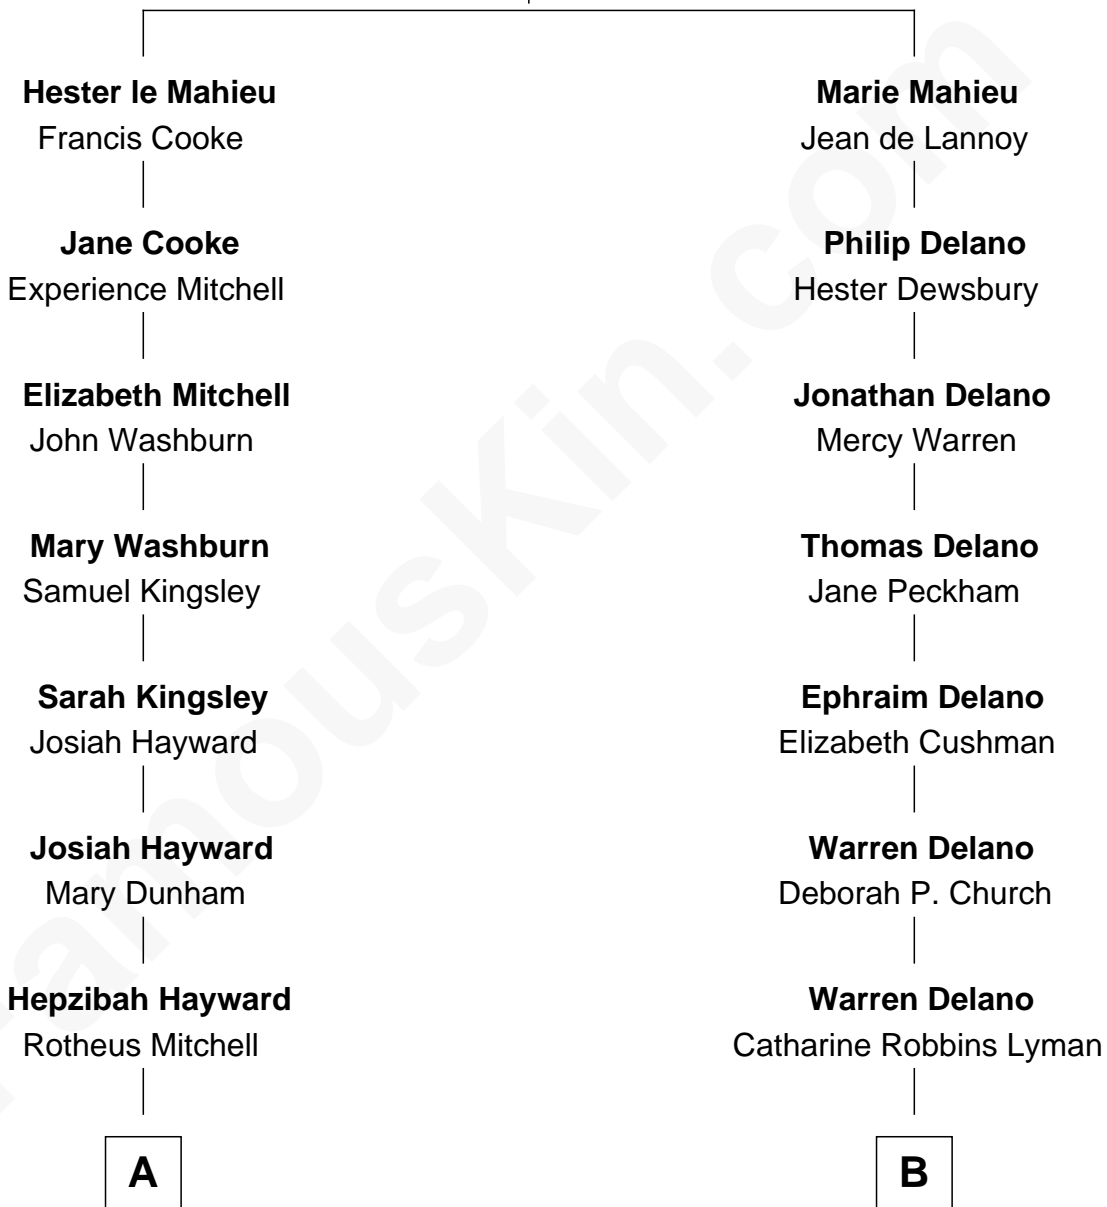 Hester le Mahieu
Francis Cooke
Jane Cooke
Experience Mitchell
Elizabeth Mitchell
John Washburn
Mary Washburn
Samuel Kingsley
Sarah Kingsley
Josiah Hayward
Josiah Hayward
Mary Dunham
Hepzibah Hayward
Rotheus Mitchell
A
Marie Mahieu
Jean de Lannoy
Philip Delano
Hester Dewsbury
Jonathan Delano
Mercy Warren
Thomas Delano
Jane Peckham
Ephraim Delano
Elizabeth Cushman
Warren Delano
Deborah P. Church
Warren Delano
Catharine Robbins Lyman
B
FamousKin.com